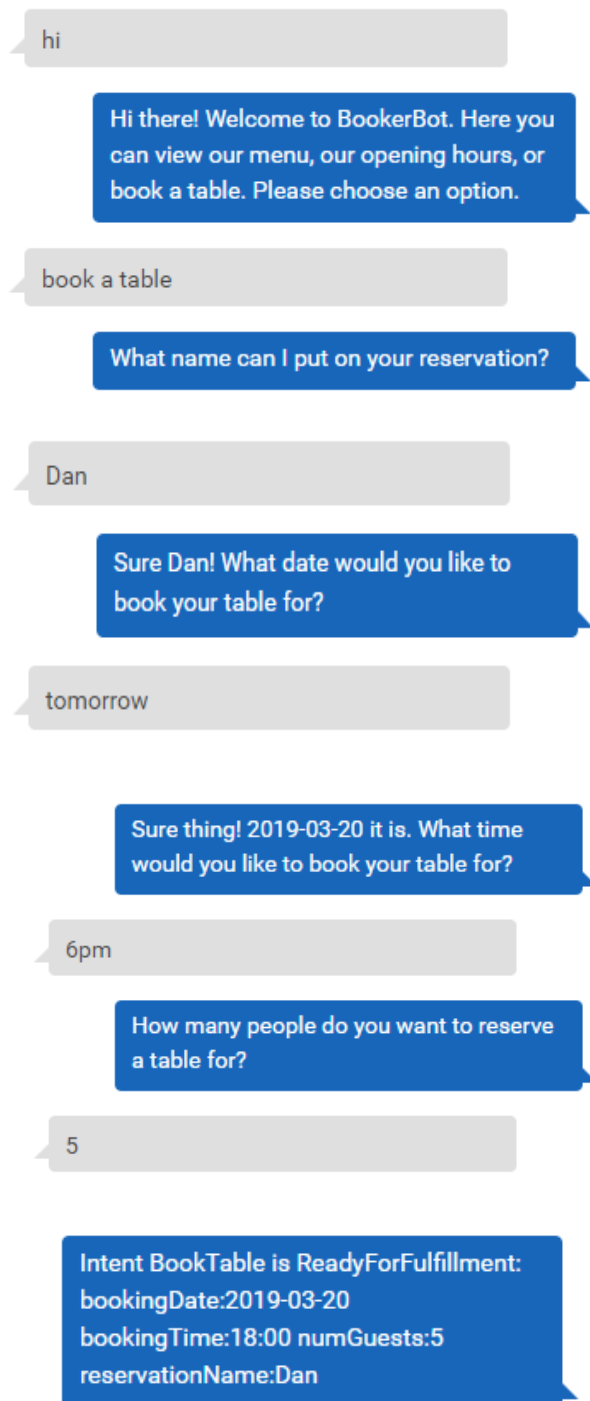 hi
Hi there! Welcome to BookerBot. Here you
can view our menu, our opening hours, or
book a table. Please choose an option.
book a table
What name can I put on your reservation?
Dan
Sure Dan! What date would you like to
book your table for?
tomorrow
Sure thing! 2019-03-20 it is. What time
would you like to book your table for?
6pm
How many people do you want to reserve
a table for?
5
Intent BookTable is ReadyForFulfillment:
bookingDate:2019-03-20
bookingTime:18:00 numGuests:5
reservationName:Dan